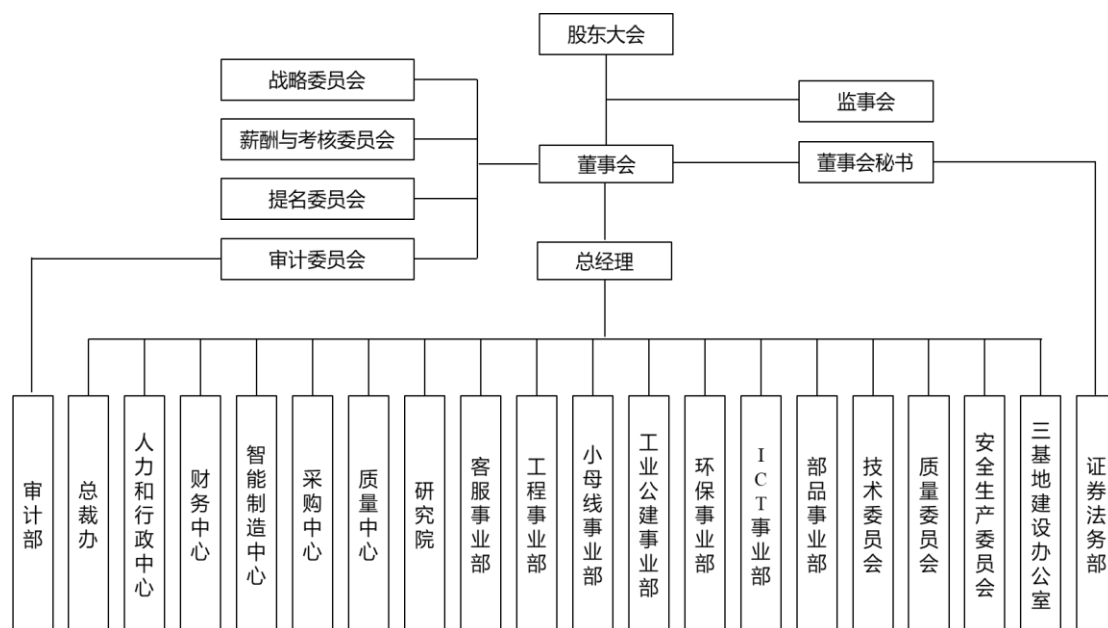 股东大会
战略委员会
监事会
薪酬与考核委员会
董事会
董事会秘书
提名委员会
审计委员会
总经理
审计部
总裁办
人力和行政中心
财务中心
智能制造中心
采购中心
质量中心
研究院
客服事业部
工程事业部
小母线事业部
工业公建事业部
环保事业部
ICT事业部
部品事业部
技术委员会
质量委员会
安全生产委员会
三基地建设办公室
证券法务部